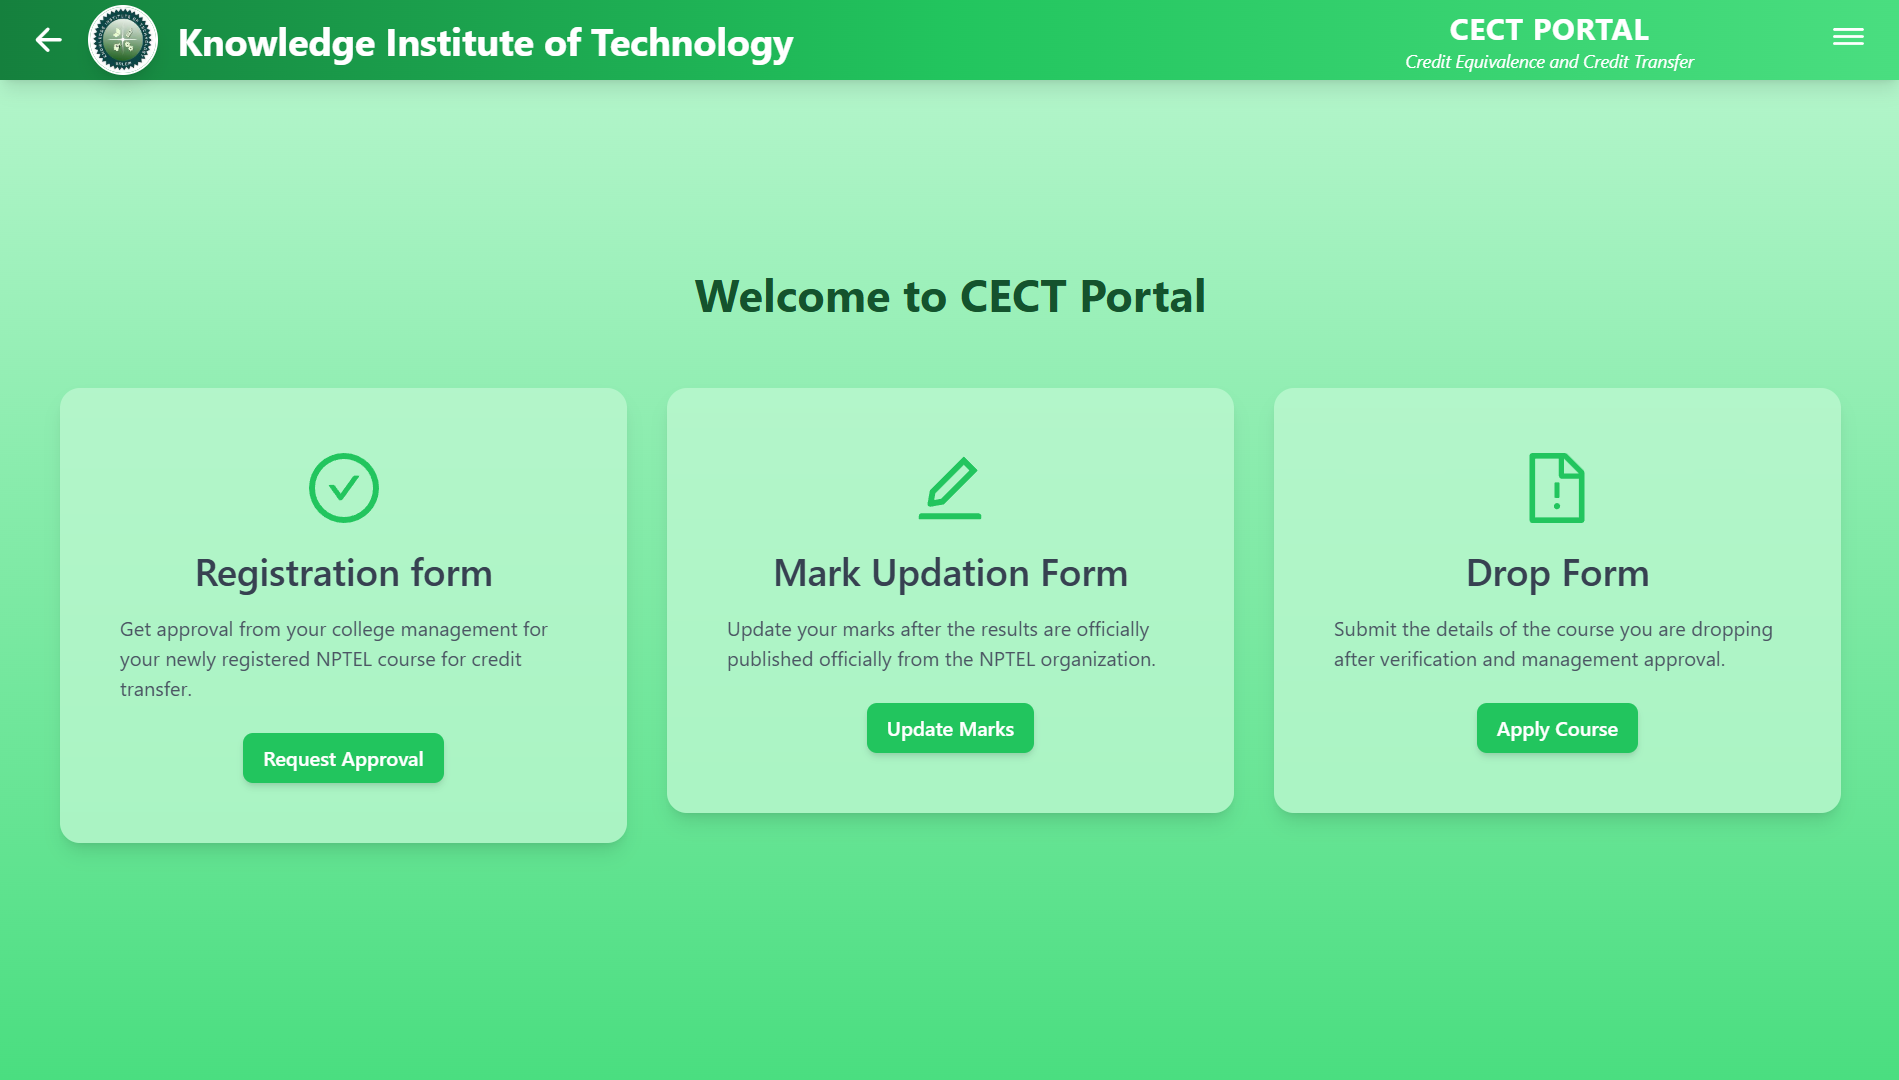 Knowledge Institute of Technology
CECT PORTAL
Credit Equivalence and Credit Transfer
Welcome to CECT Portal
Registration form
Get approval from your college management for
your newly registered NPTEL course for credit
transfer.
Request Approval
Mark Updation Form
Update your marks after the results are officially
published officially from the NPTEL organization.
Update Marks
Drop Form
Submit the details of the course you are dropping
after verification and management approval.
Apply Course